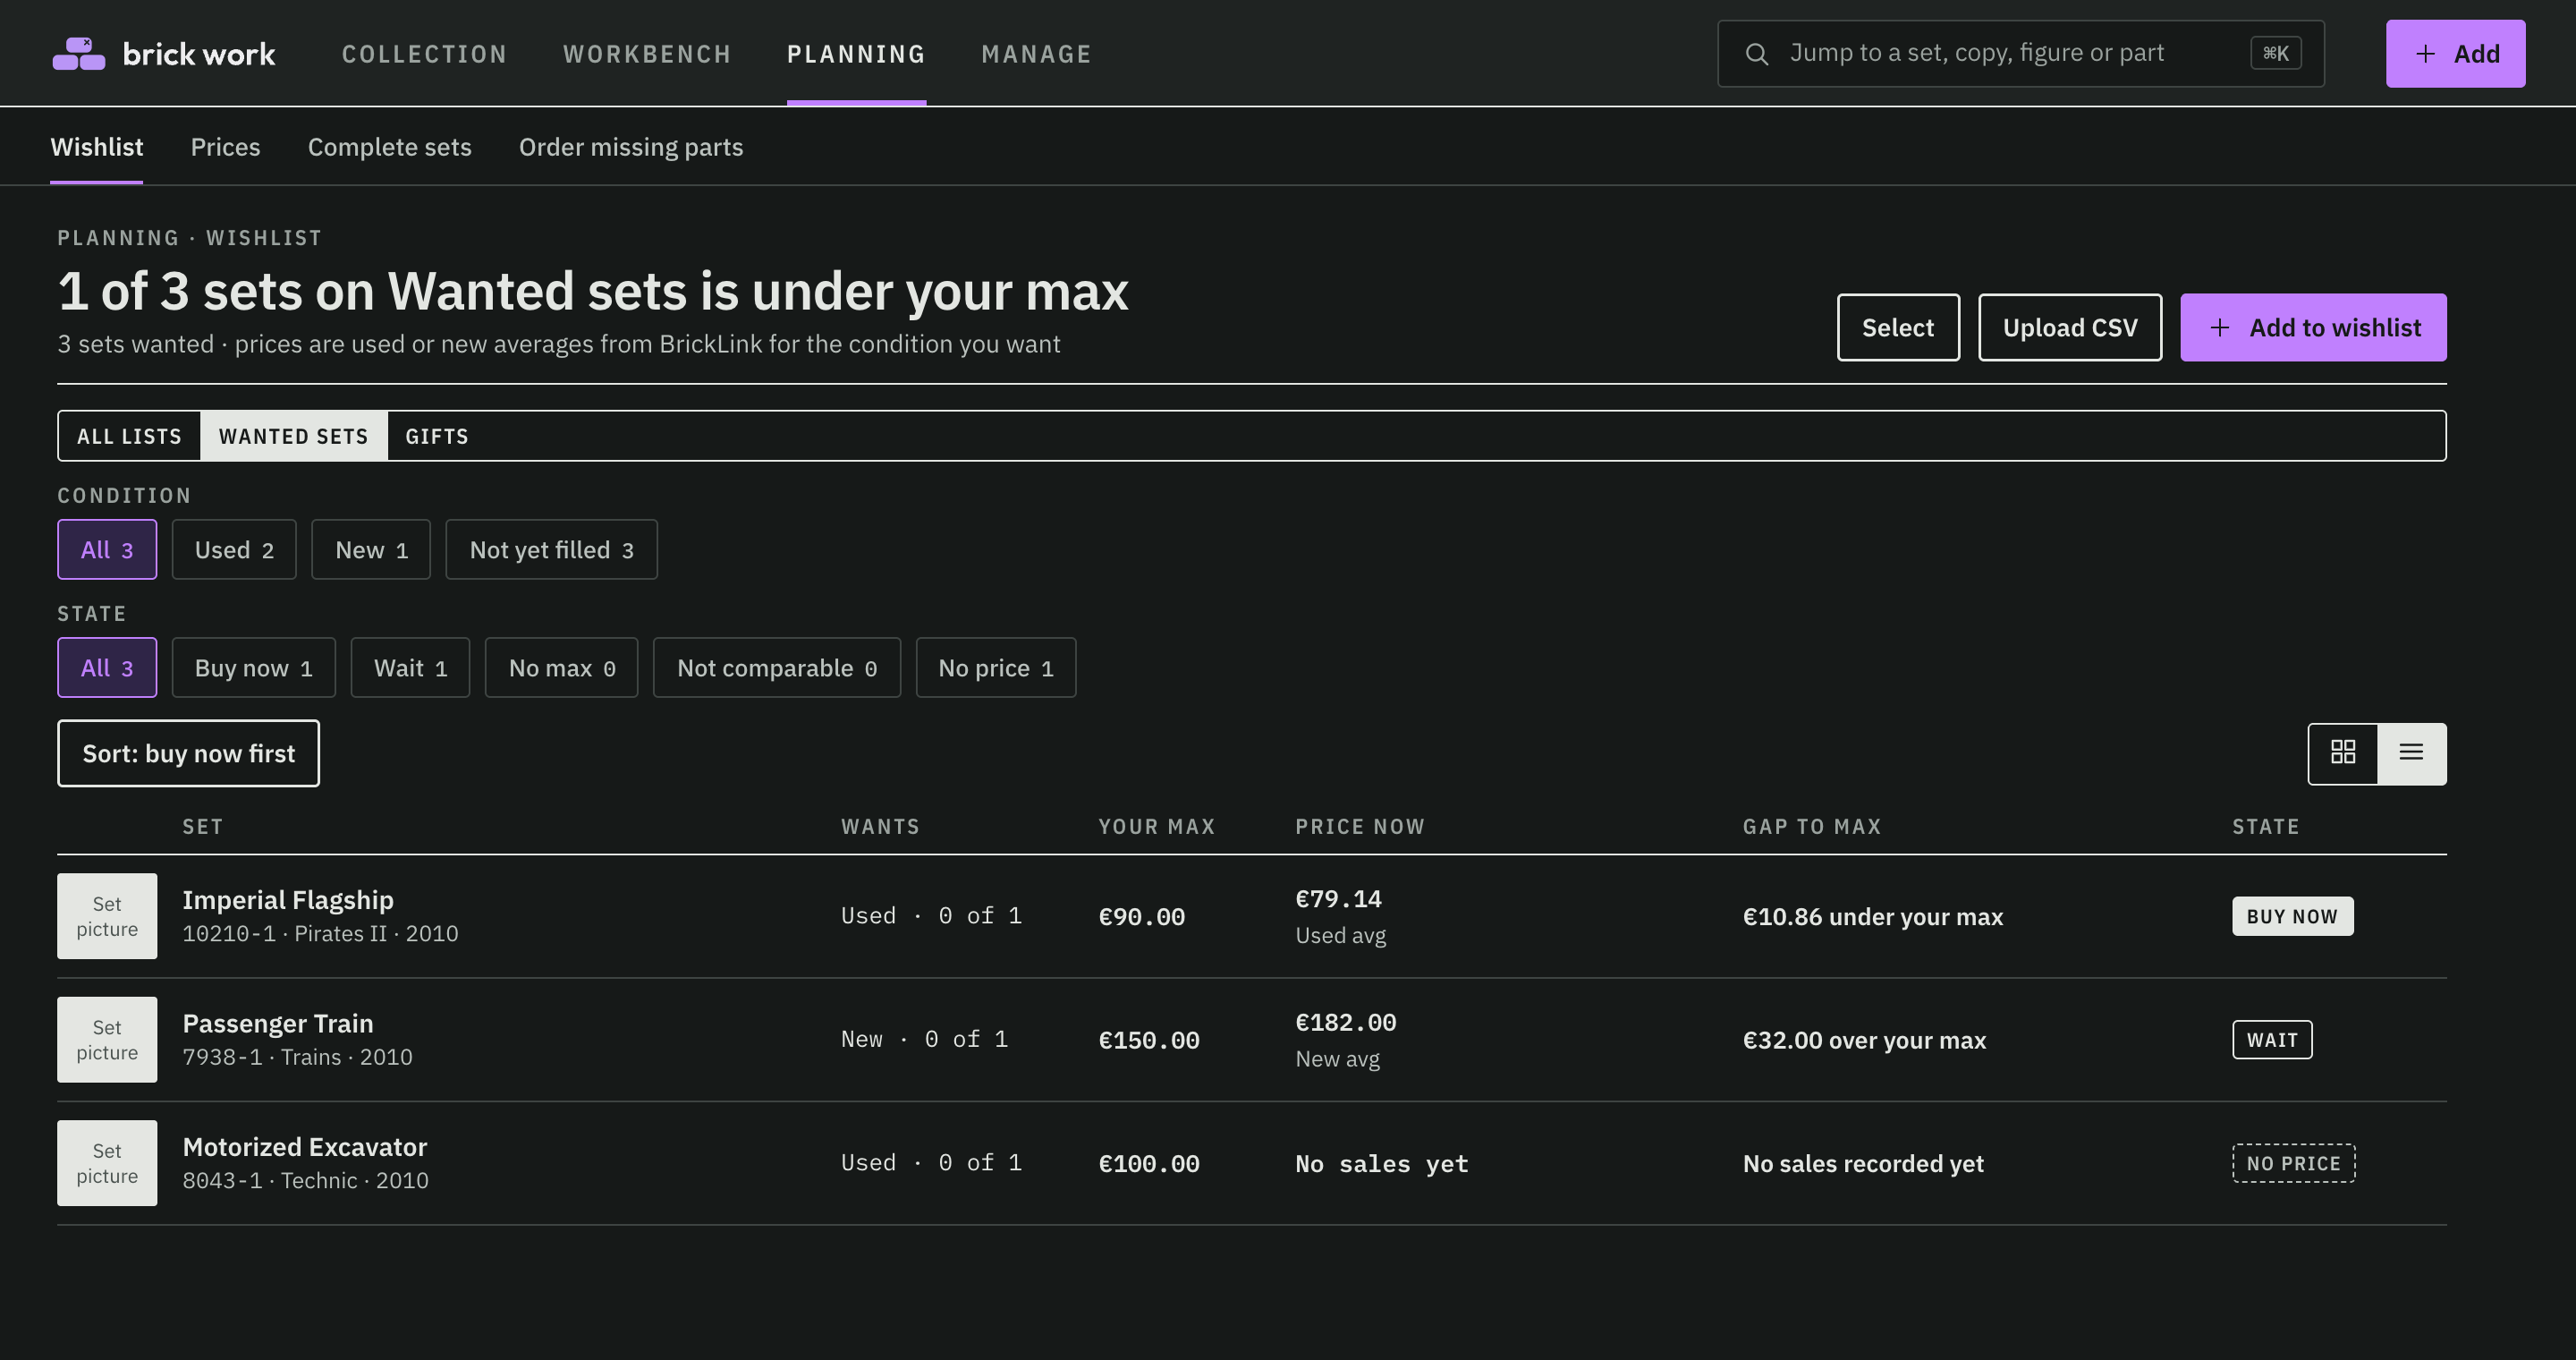 brick work COLLECTION WORKBENCH PLANNING MANAGE Jump to a set, copy, figure or part ⌘K + Add
Wishlist Prices Complete sets Order missing parts
PLANNING · WISHLIST
1 of 3 sets on Wanted sets is under your max
3 sets wanted · prices are used or new averages from BrickLink for the condition you want
Select Upload CSV + Add to wishlist
ALL LISTS WANTED SETS GIFTS
CONDITION
All 3 Used 2 New 1 Not yet filled 3
STATE
All 3 Buy now 1 Wait 1 No max 0 Not comparable 0 No price 1
Sort: buy now first
SET WANTS YOUR MAX PRICE NOW GAP TO MAX STATE
Set picture
Imperial Flagship
10210-1 · Pirates II · 2010
Used · 0 of 1
€90.00
€79.14
Used avg
€10.86 under your max
BUY NOW
Set picture
Passenger Train
7938-1 · Trains · 2010
New · 0 of 1
€150.00
€182.00
New avg
€32.00 over your max
WAIT
Set picture
Motorized Excavator
8043-1 · Technic · 2010
Used · 0 of 1
€100.00
No sales yet
No sales recorded yet
NO PRICE